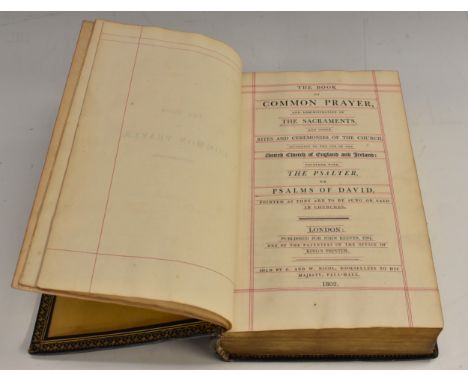 THE BOOK
OF
COMMON PRAYER,
AND ADMINISTRATION OF
THE SACRAMENTS,
AND OTHER
RITES AND CEREMONIES OF THE CHURCH,
ACCORDING TO THE USE OF THE
United Church of England and Ireland:
TOGETHER WITH
THE PSALTER,
OR
PSALMS OF DAVID,
POINTED AS THEY ARE TO BE SUNG OR SAID
IN CHURCHES.
LONDON:
PUBLISHED FOR JOHN REEVES, ESQ.
ONE OF THE PATENTEES OF THE OFFICE OF
KING'S PRINTER;
SOLD BY G. AND W. NICOL, BOOKSELLERS TO HIS
MAJESTY, PALL-MALL.
1802.